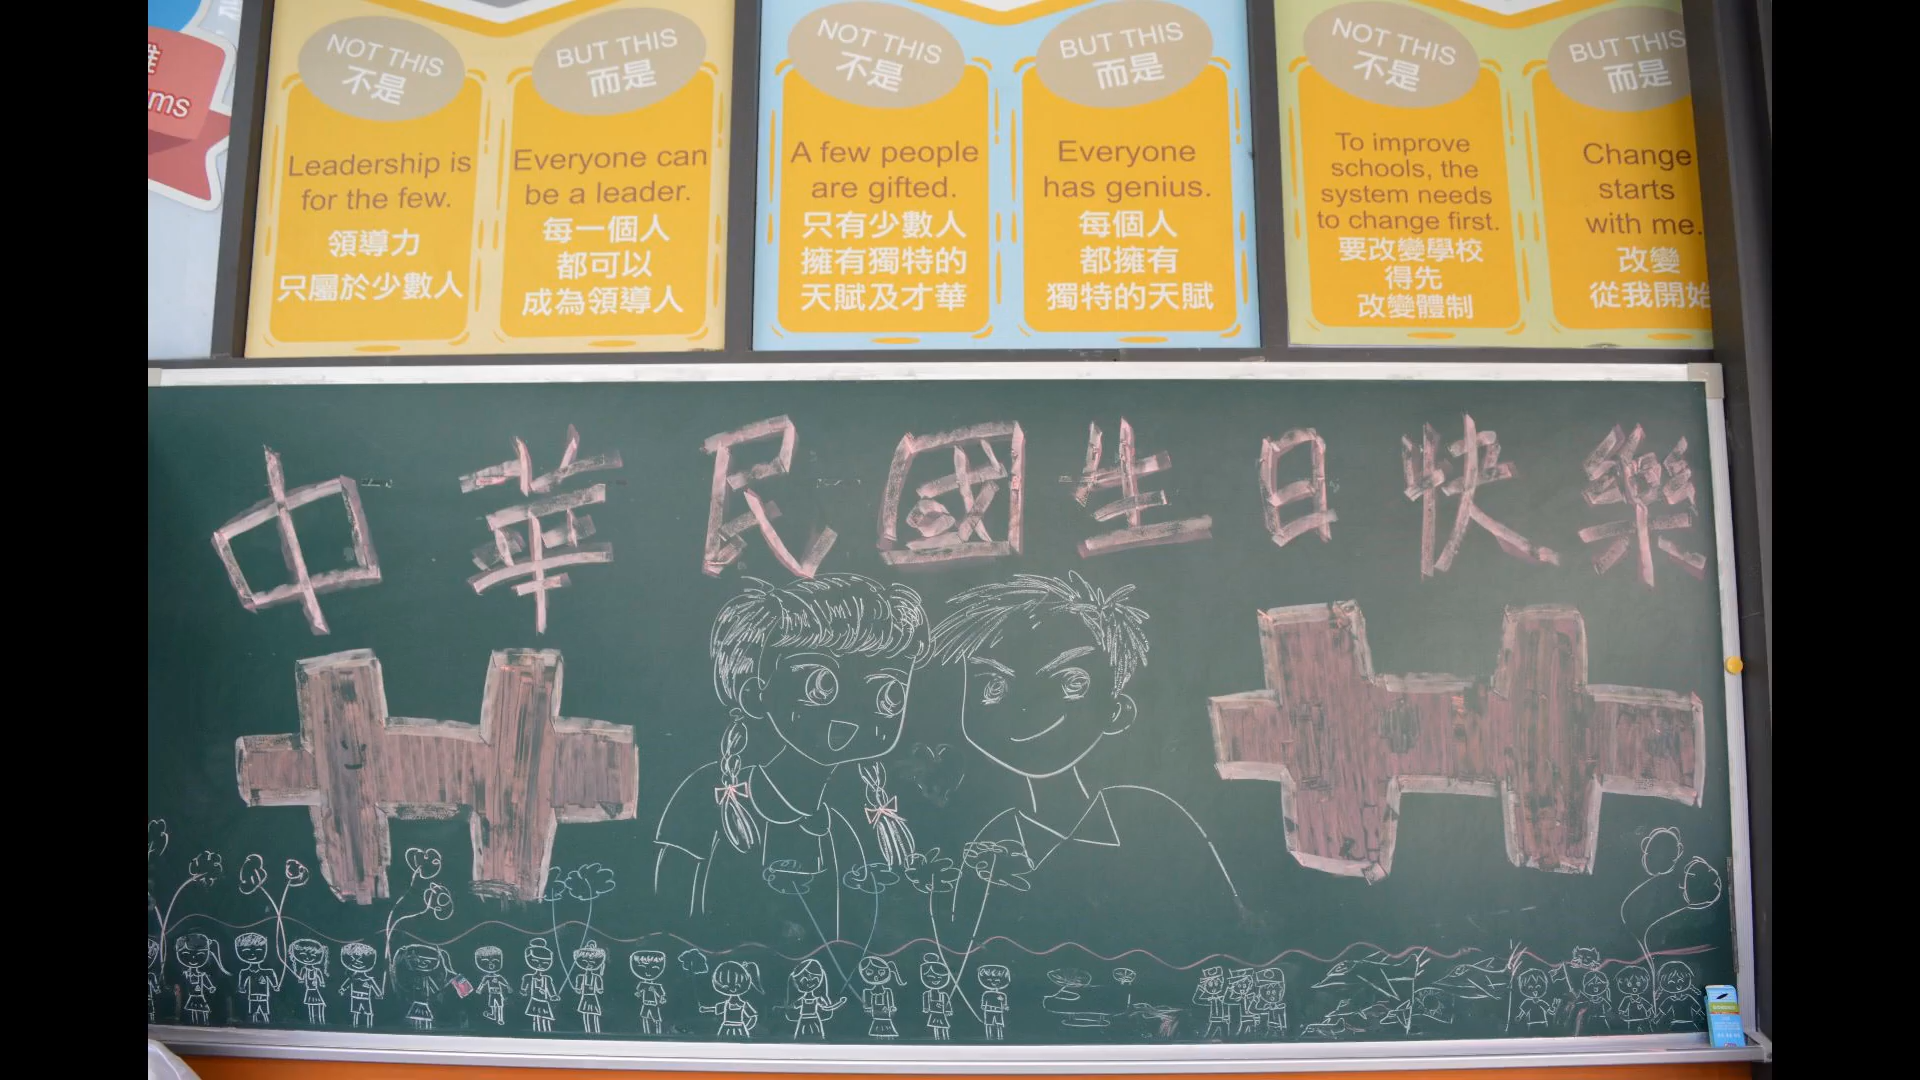 ms
NOT THIS
不是
Leadership is
for the few.
領導力
只屬於少數人
BUT THIS
而是
Everyone can
be a leader.
每一個人
都可以
成為領導人
NOT THIS
不是
A few people
are gifted.
只有少數人
擁有獨特的
天賦及才華
BUT THIS
而是
Everyone
has genius.
每個人
都擁有
獨特的天賦
NOT THIS
不是
To improve
schools, the
system needs
to change first.
要改變學校
得先
改變體制
BUT THIS
而是
Change
starts
with me.
改變
從我開始
中華民國生日快樂